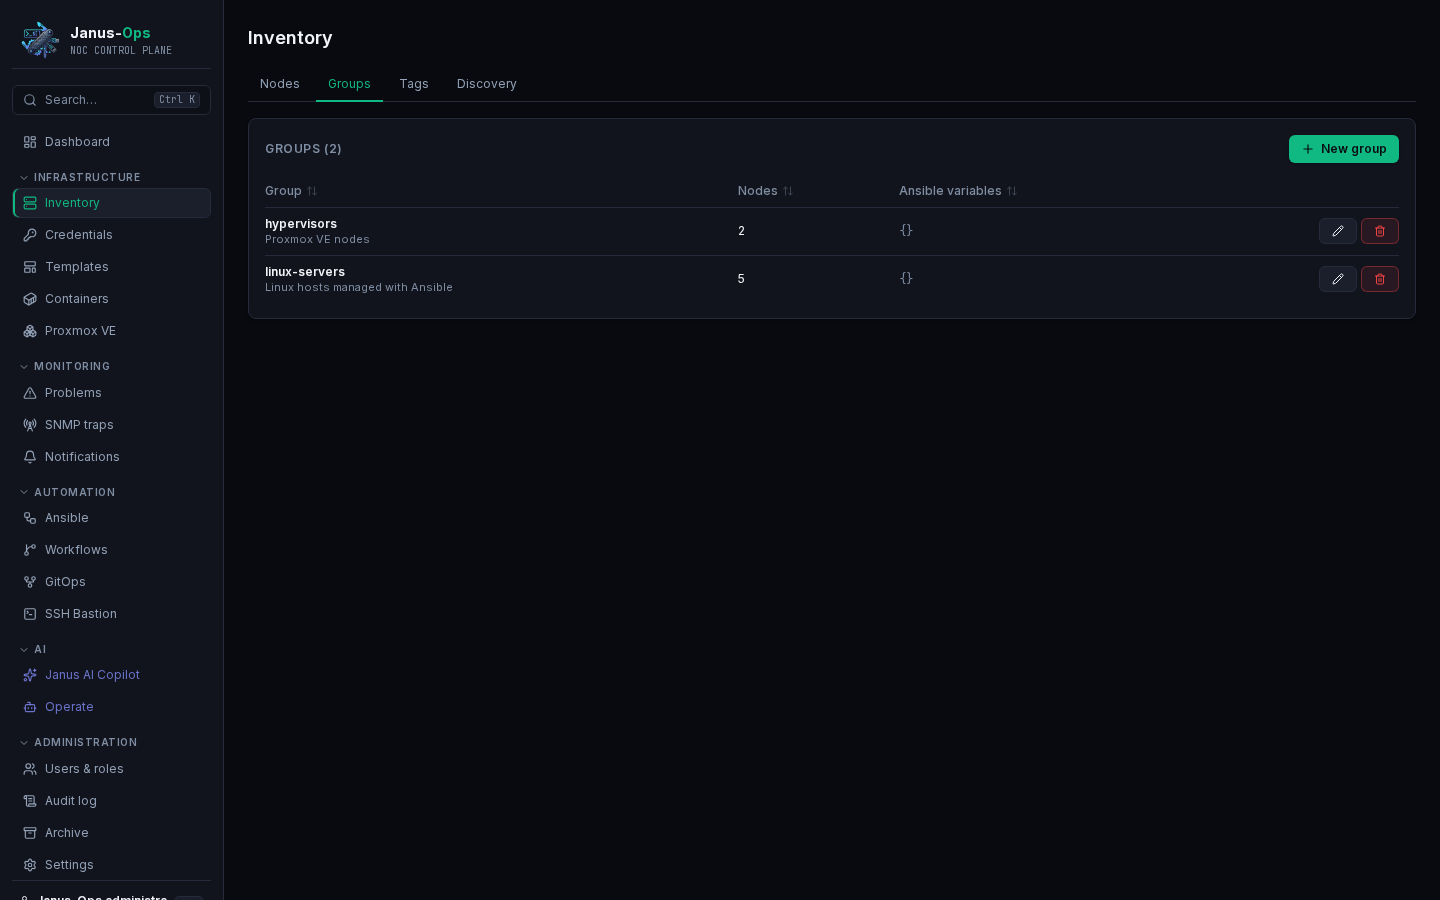 Janus-Ops
NOC CONTROL PLANE
Search...
Ctrl K
Dashboard
INFRASTRUCTURE
Inventory
Credentials
Templates
Containers
Proxmox VE
MONITORING
Problems
SNMP traps
Notifications
AUTOMATION
Ansible
Workflows
GitOps
SSH Bastion
AI
Janus AI Copilot
Operate
ADMINISTRATION
Users & roles
Audit log
Archive
Settings
Janus-Ops administra
Inventory
Nodes Groups Tags Discovery
GROUPS (2)
New group
Group Nodes Ansible variables
hypervisors
Proxmox VE nodes
2 {}
linux-servers
Linux hosts managed with Ansible
5 {}